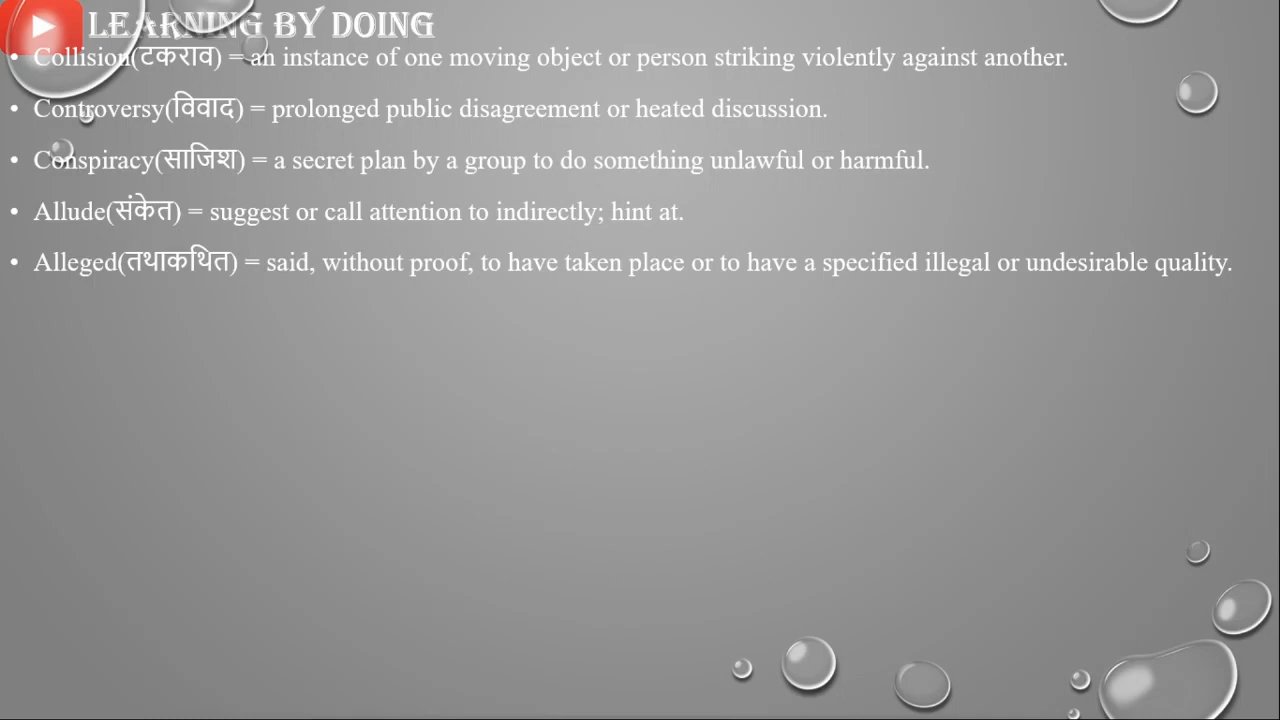 LEARNING BY DOING
• Collision(टकराव) = an instance of one moving object or person striking violently against another.
• Controversy(विवाद) = prolonged public disagreement or heated discussion.
• Conspiracy(साजिश) = a secret plan by a group to do something unlawful or harmful.
• Allude(संकेत) = suggest or call attention to indirectly; hint at.
• Alleged(तथाकथित) = said, without proof, to have taken place or to have a specified illegal or undesirable quality.